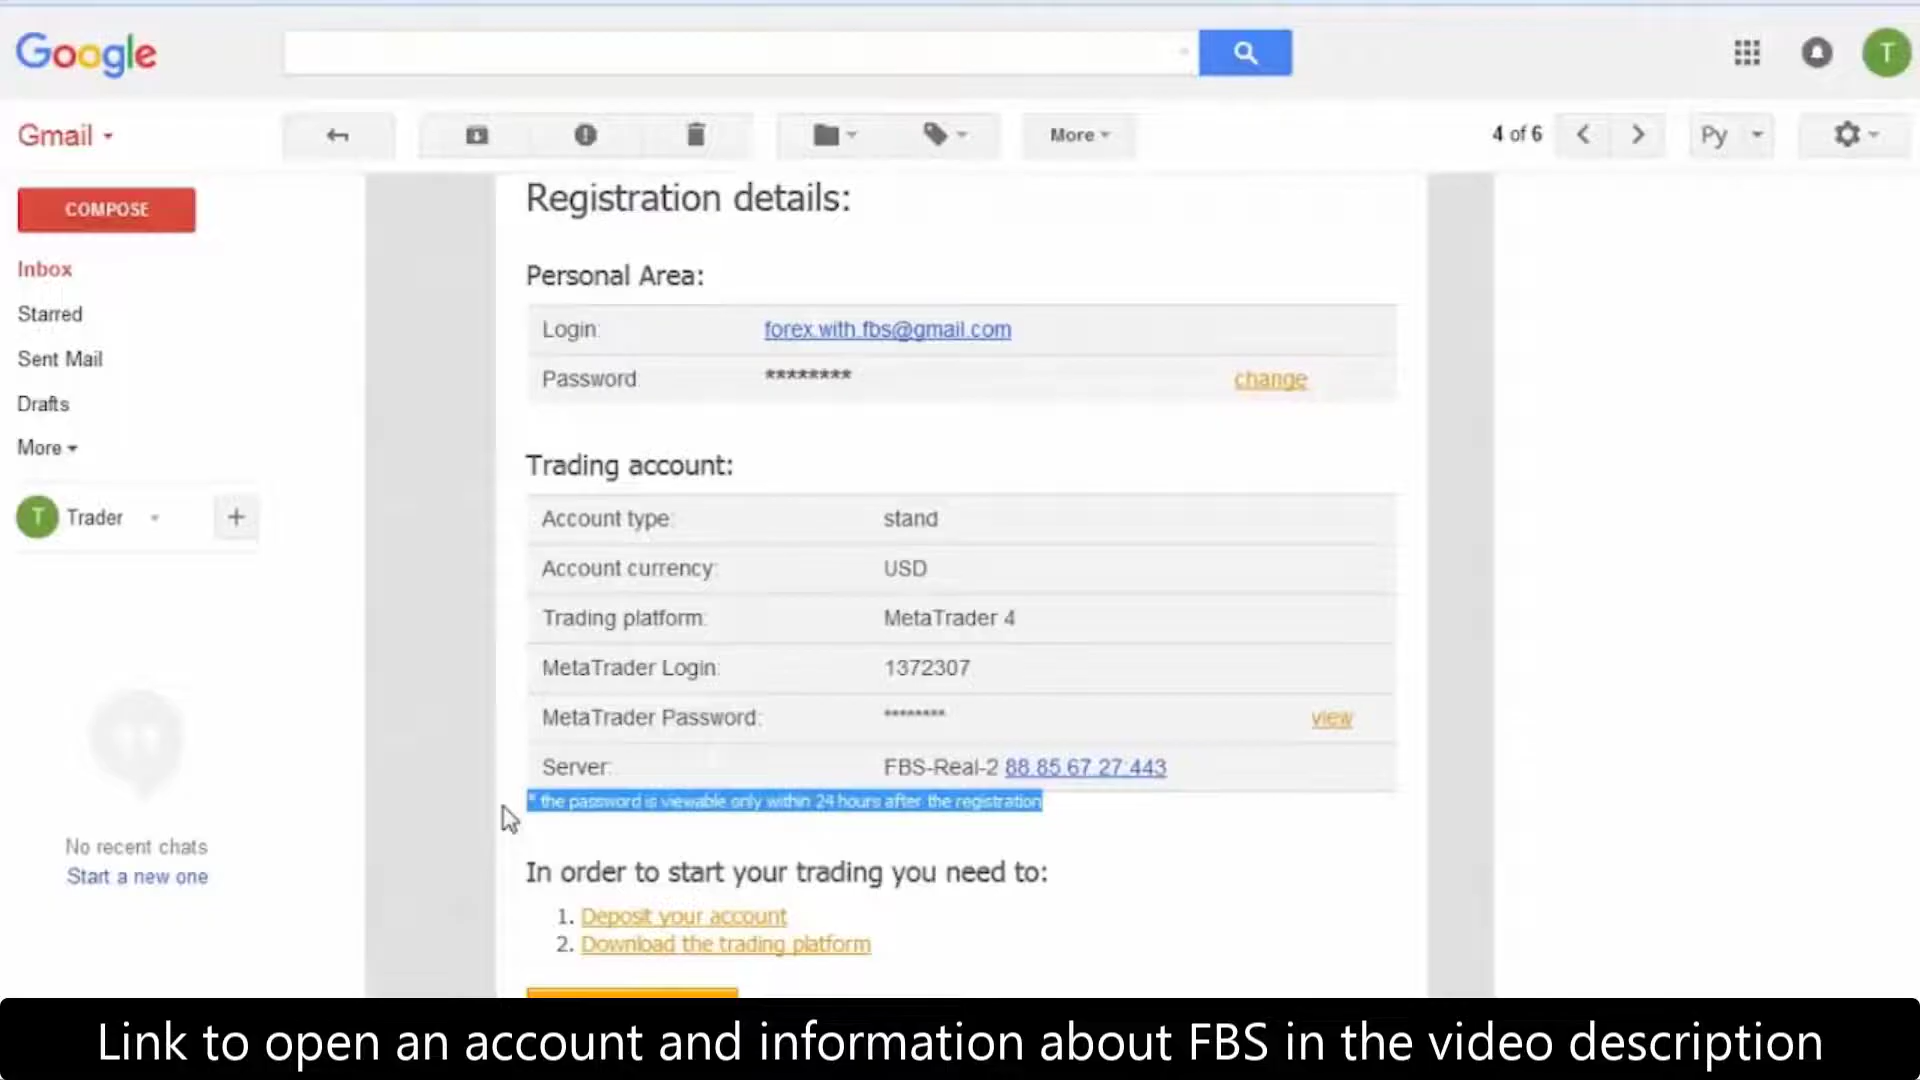 Google
T
Gmail
More
4 of 6
Py
COMPOSE
Inbox
Starred
Sent Mail
Drafts
More
T Trader
+
No recent chats
Start a new one
Registration details:
Personal Area:
Login: forex.with.fbs@gmail.com
Password ******** change
Trading account:
Account type: stand
Account currency: USD
Trading platform: MetaTrader 4
MetaTrader Login: 1372307
MetaTrader Password: ******** view
Server: FBS-Real-2 88.85.67.27:443
* the password is viewable only within 24 hours after the registration
In order to start your trading you need to:
1. Deposit your account
2. Download the trading platform
Link to open an account and information about FBS in the video description